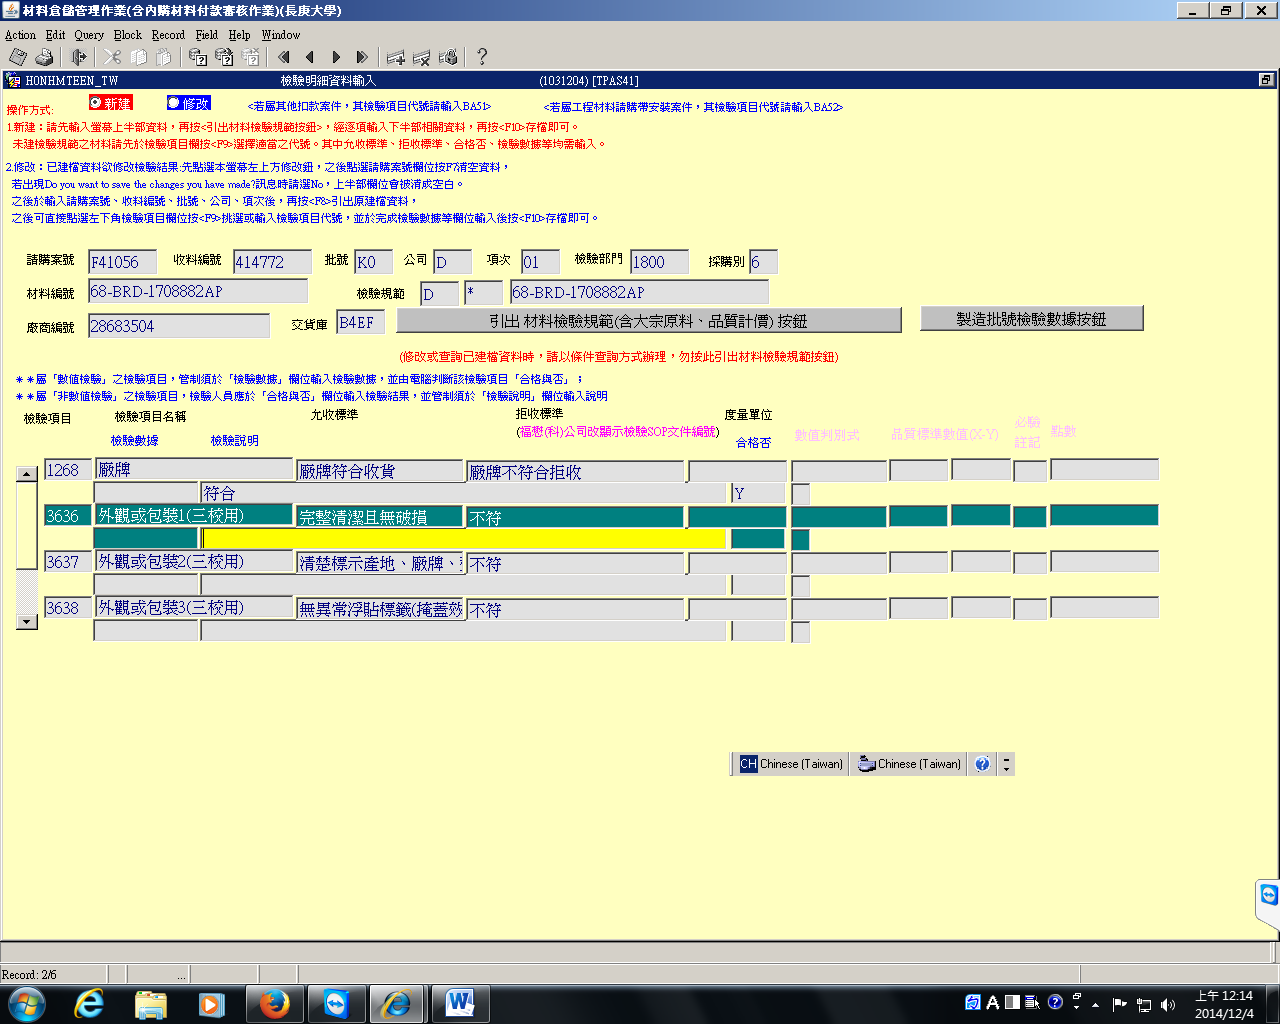 材料倉儲管理作業(含內購材料付款審核作業)(長庚大學)
Action Edit Query Block Record Field Help Window
H0NHMTEEN_TW 檢驗明細資料輸入 (1031204) [TPAS41]
操作方式: 新建 修改 <若屬其他扣款案件，其檢驗項目代號請輸入BA51> <若屬工程材料請購帶安裝案件，其檢驗項目代號請輸入BA52>
1.新建：請先輸入螢幕上半部資料，再按<引出材料檢驗規範按鈕>，經逐項輸入下半部相關資料，再按<F10>存檔即可。
未建檢驗規範之材料請先於檢驗項目欄按<F9>選擇適當之代號。其中允收標準、拒收標準、合格否、檢驗數據等均需輸入。
2.修改：已建檔資料欲修改檢驗結果:先點選本螢幕左上方修改鈕，之後點選請購案號欄位按F7清空資料，
若出現Do you want to save the changes you have made?訊息時請選No，上半部欄位會被清成空白。
之後於輸入請購案號、收料編號、批號、公司、項次後，再按<F8>引出原建檔資料，
之後可直接點選左下角檢驗項目欄位按<F9>挑選或輸入檢驗項目代號，並於完成檢驗數據等欄位輸入後按<F10>存檔即可。
請購案號 F41056 收料編號 414772 批號 K0 公司 D 項次 01 檢驗部門 1800 採購別 6
材料編號 68-BRD-1708882AP 檢驗規範 D * 68-BRD-1708882AP
廠商編號 28683504 交貨庫 B4EF 引出 材料檢驗規範(含大宗原料、品質計價) 按鈕 製造批號檢驗數據按鈕
(修改或查詢已建檔資料時，請以條件查詢方式辦理，勿按此引出材料檢驗規範按鈕)
＊＊屬「數值檢驗」之檢驗項目，管制須於「檢驗數據」欄位輸入檢驗數據，並由電腦判斷該檢驗項目「合格與否」；
＊＊屬「非數值檢驗」之檢驗項目，檢驗人員應於「合格與否」欄位輸入檢驗結果，並管制須於「檢驗說明」欄位輸入說明
檢驗項目 檢驗項目名稱 允收標準 拒收標準 度量單位
(福懋(科)公司改顯示檢驗SOP文件編號)
檢驗數據 檢驗說明 合格否 數值判別式 品質標準數值(X-Y) 必驗註記 點數
1268 廠牌 廠牌符合收貨 廠牌不符合拒收
符合 Y
3636 外觀或包裝1(三校用) 完整清潔且無破損 不符
3637 外觀或包裝2(三校用) 清楚標示產地、廠牌、 不符
3638 外觀或包裝3(三校用) 無異常浮貼標籤(掩蓋效 不符
CH Chinese (Taiwan) Chinese (Taiwan)
Record: 2/6 ...
上午 12:14
2014/12/4